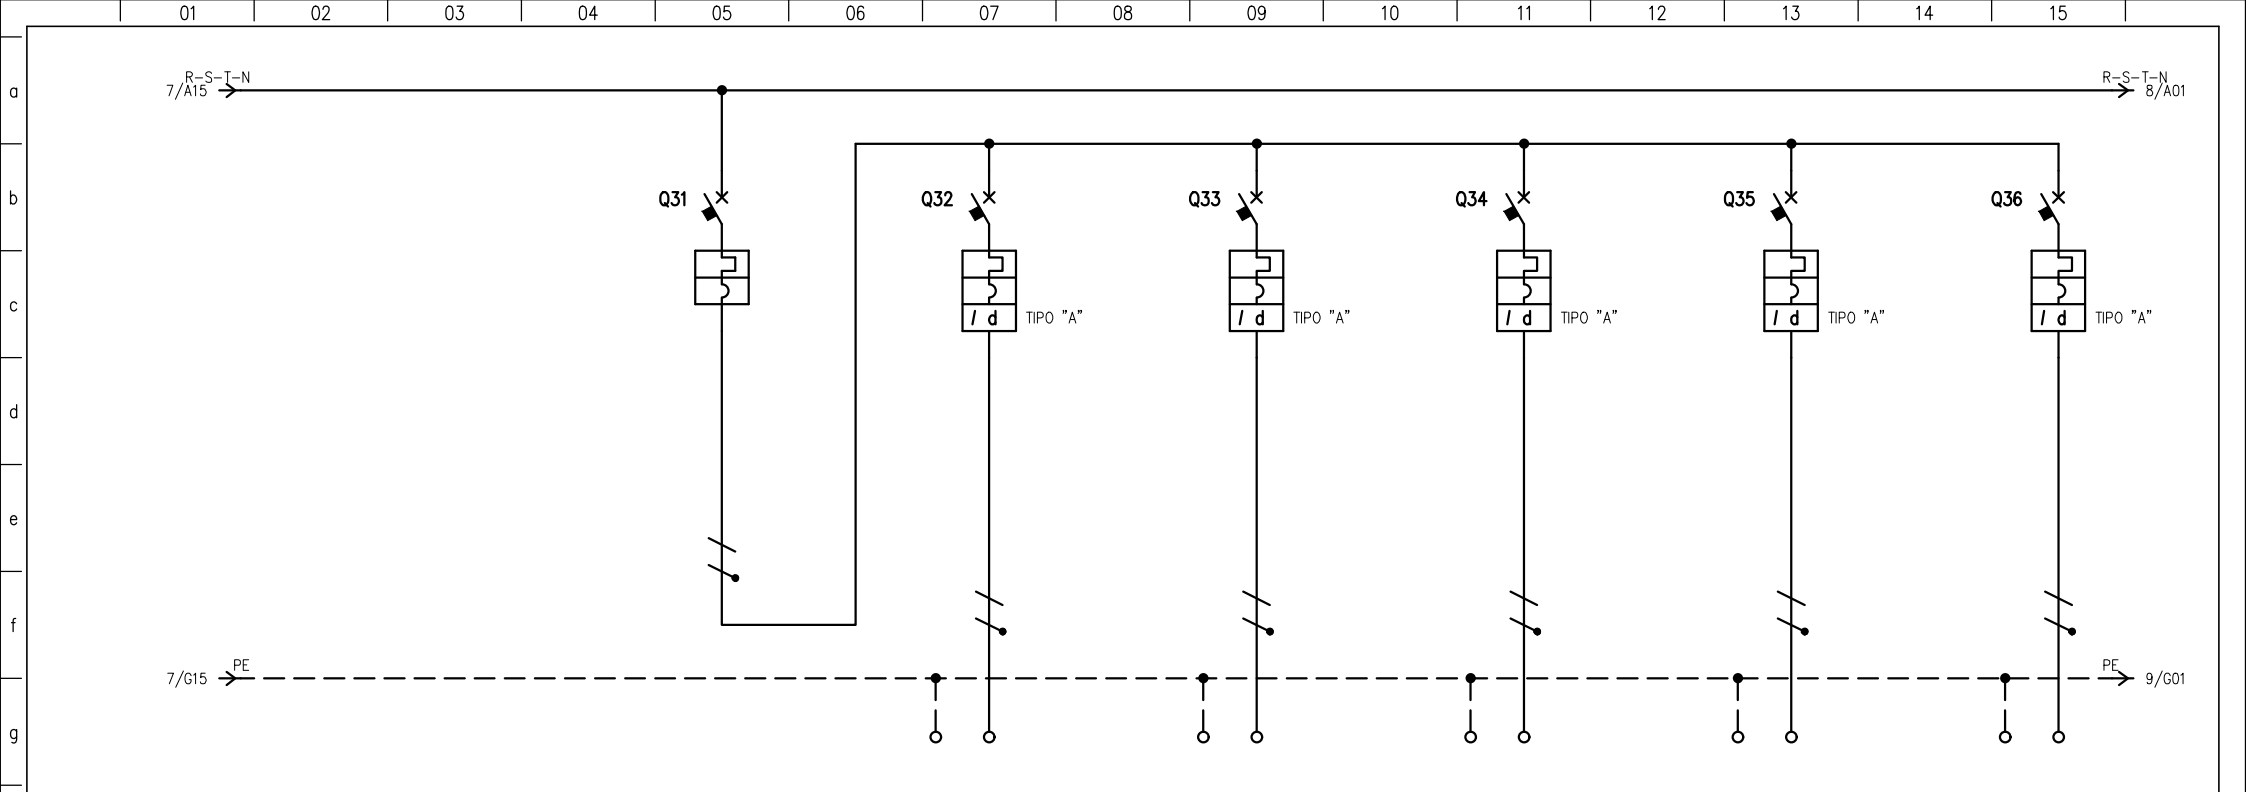 01 02 03 04 05 06 07 08 09 10 11 12 13 14 15
a
R-S-T-N R-S-T-N
7/A15 8/A01
b
Q31 Q32 Q33 Q34 Q35 Q36
c
I d TIPO "A" I d TIPO "A" I d TIPO "A" I d TIPO "A" I d TIPO "A"
d
e
f
PE PE
7/G15 9/G01
g